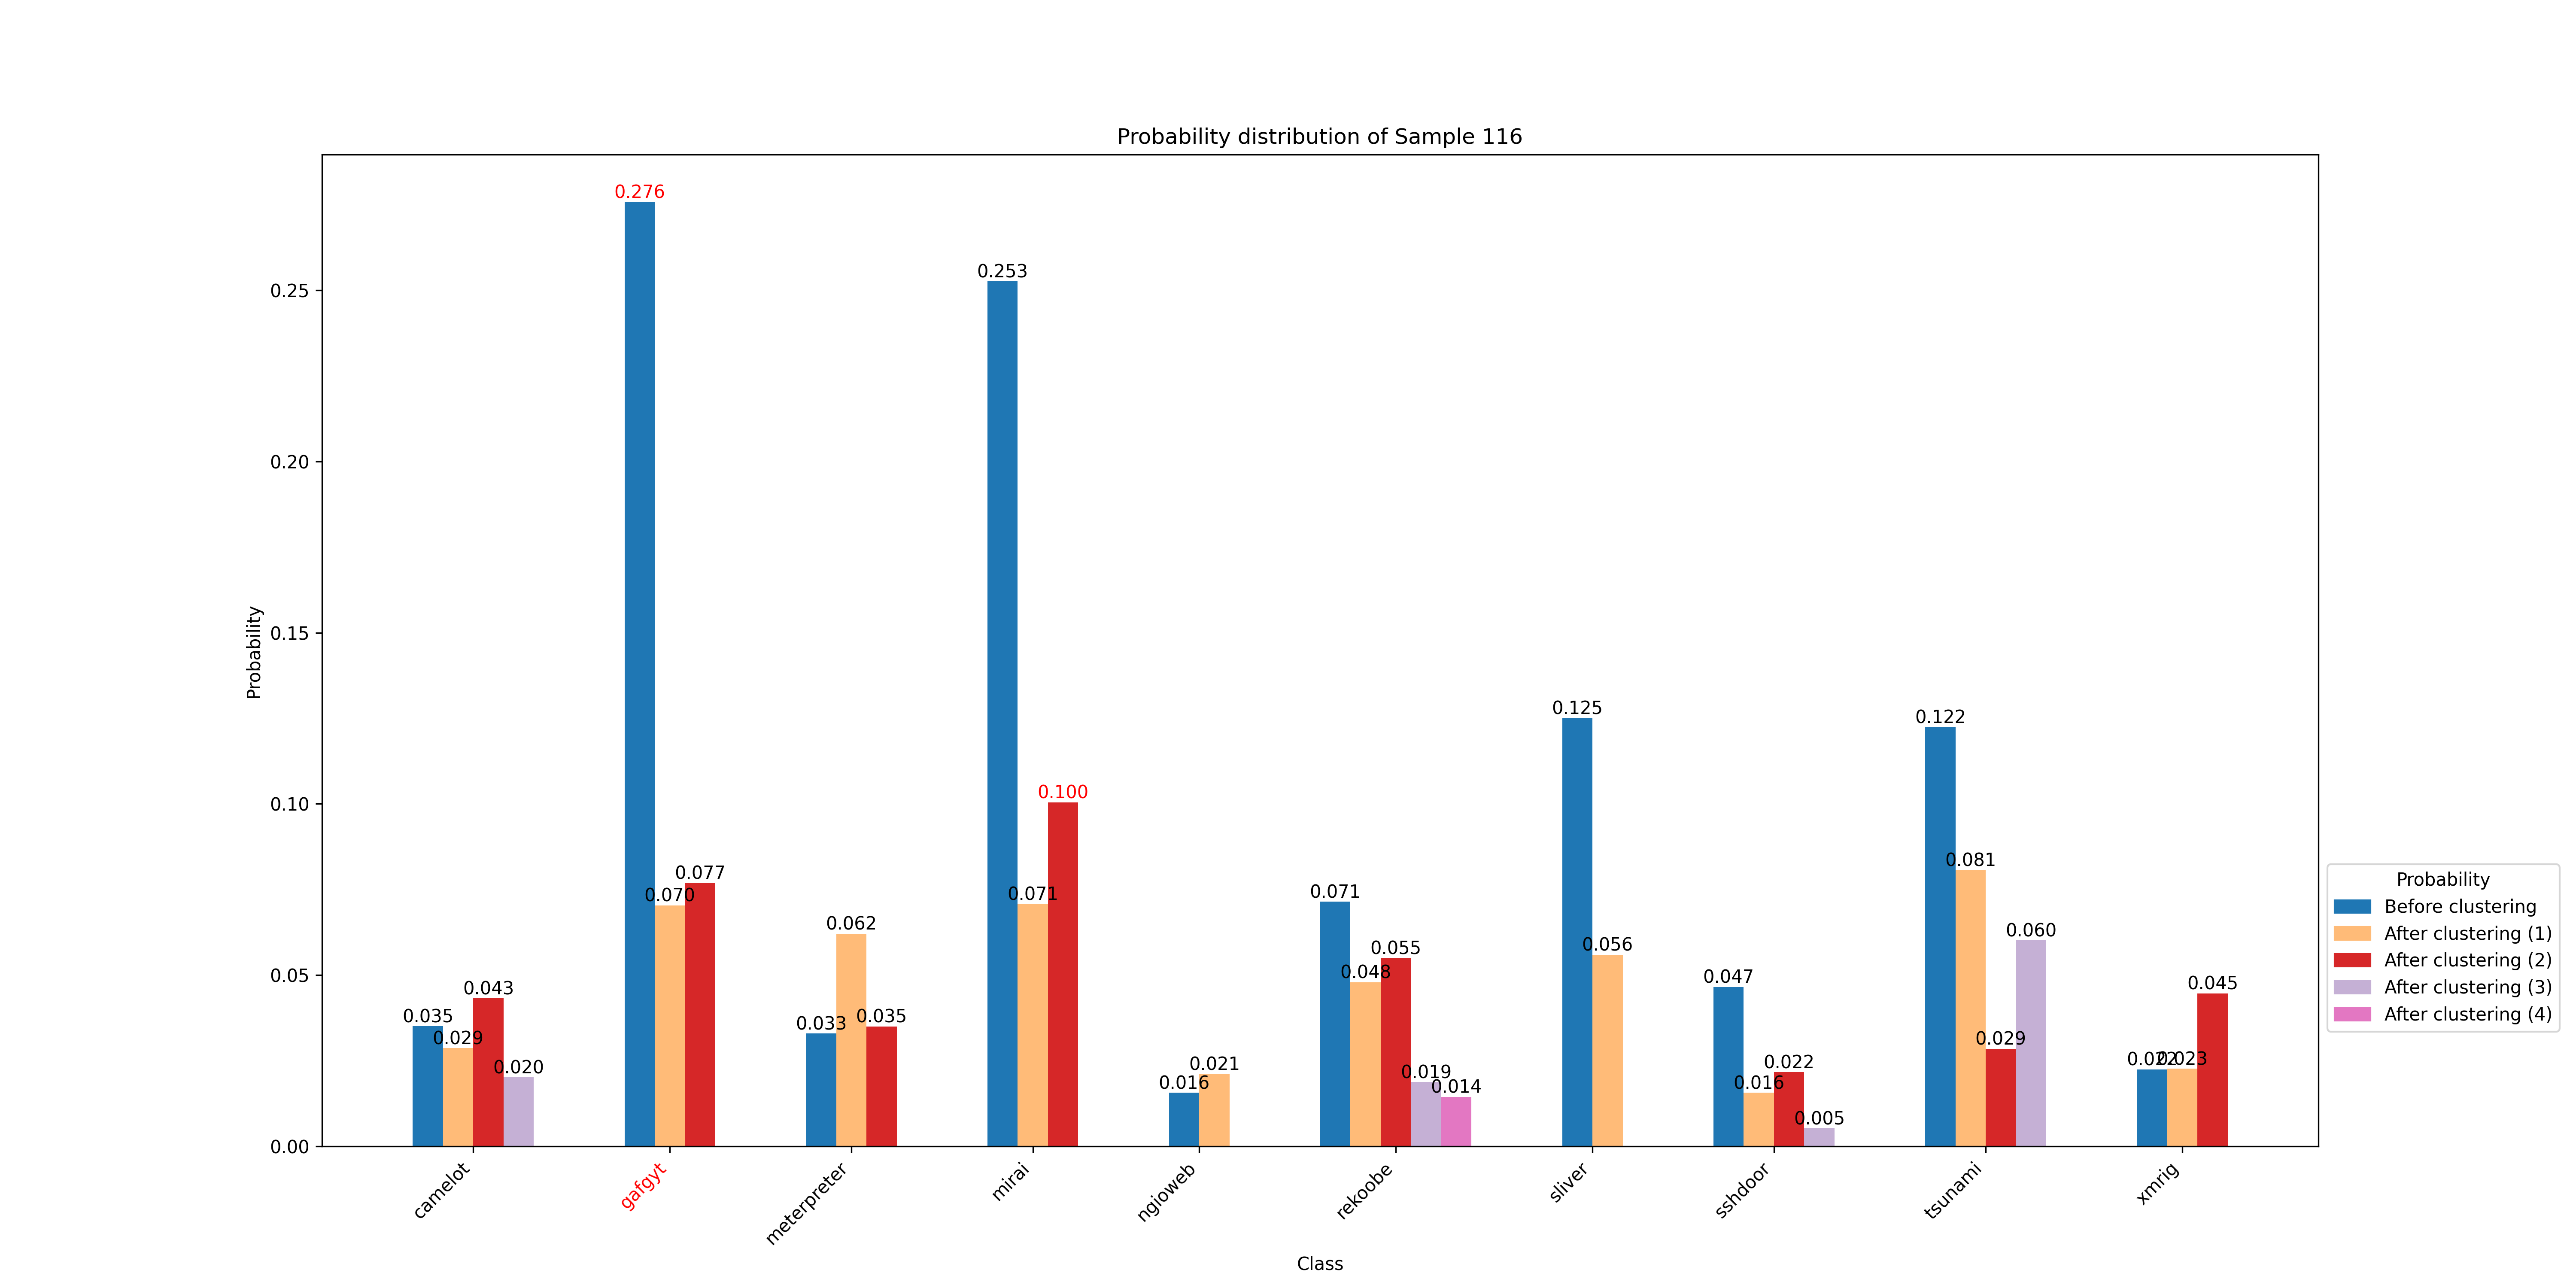 Probability distribution of Sample 116
Probability
0.25
0.20
0.15
0.10
0.05
0.00
0.035
0.029
0.043
0.020
0.276
0.070
0.077
0.033
0.062
0.035
0.253
0.071
0.100
0.016
0.021
0.071
0.048
0.055
0.019
0.014
0.125
0.056
0.047
0.016
0.022
0.005
0.122
0.081
0.029
0.060
0.022
0.023
0.045
camelot
gafgyt
meterpreter
mirai
ngioweb
rekoobe
sliver
sshdoor
tsunami
xmrig
Class
Probability
Before clustering
After clustering (1)
After clustering (2)
After clustering (3)
After clustering (4)